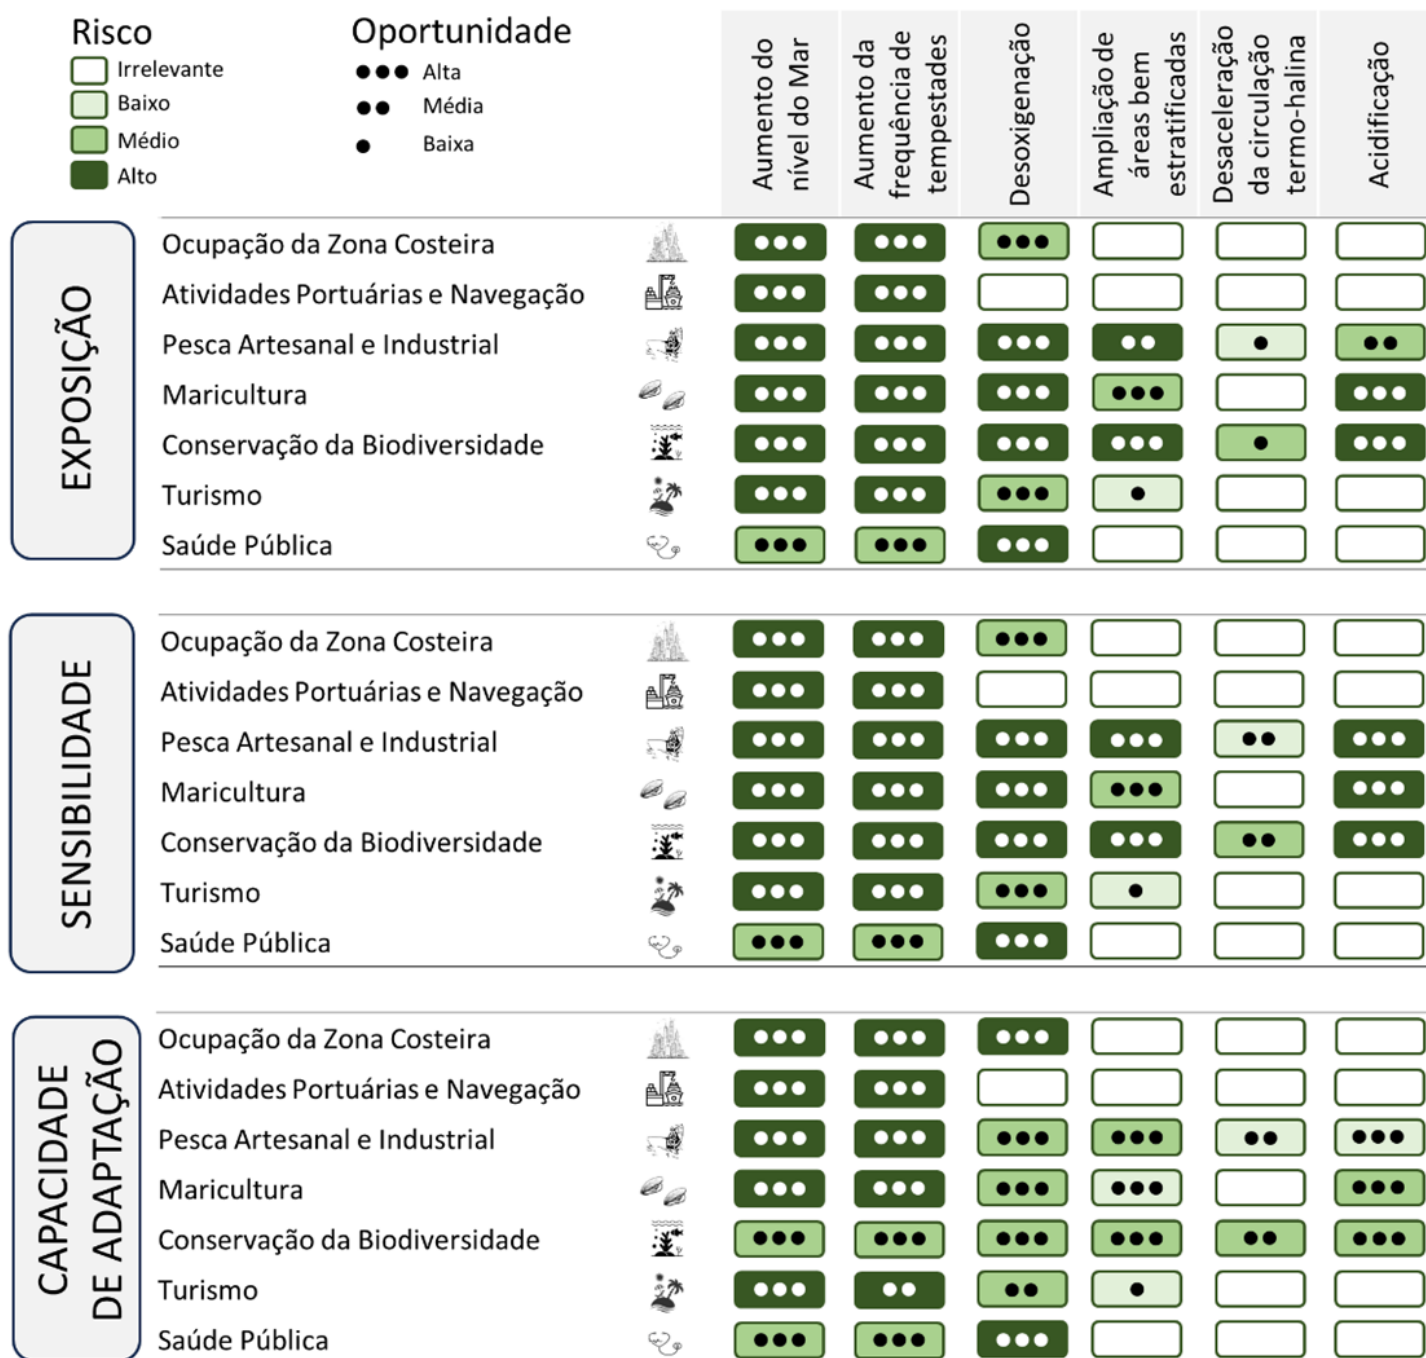 Risco
Irrelevante
Baixo
Médio
Alto
Oportunidade
Alta
Média
Baixa
Aumento do
nível do Mar
Aumento da
frequência de
tempestades
Desoxigenação
Ampliação de
áreas bem
estratificadas
Desaceleração
da circulação
termo-halina
Acidificação
EXPOSIÇÃO
Ocupação da Zona Costeira
Atividades Portuárias e Navegação
Pesca Artesanal e Industrial
Maricultura
Conservação da Biodiversidade
Turismo
Saúde Pública
SENSIBILIDADE
Ocupação da Zona Costeira
Atividades Portuárias e Navegação
Pesca Artesanal e Industrial
Maricultura
Conservação da Biodiversidade
Turismo
Saúde Pública
CAPACIDADE
DE ADAPTAÇÃO
Ocupação da Zona Costeira
Atividades Portuárias e Navegação
Pesca Artesanal e Industrial
Maricultura
Conservação da Biodiversidade
Turismo
Saúde Pública